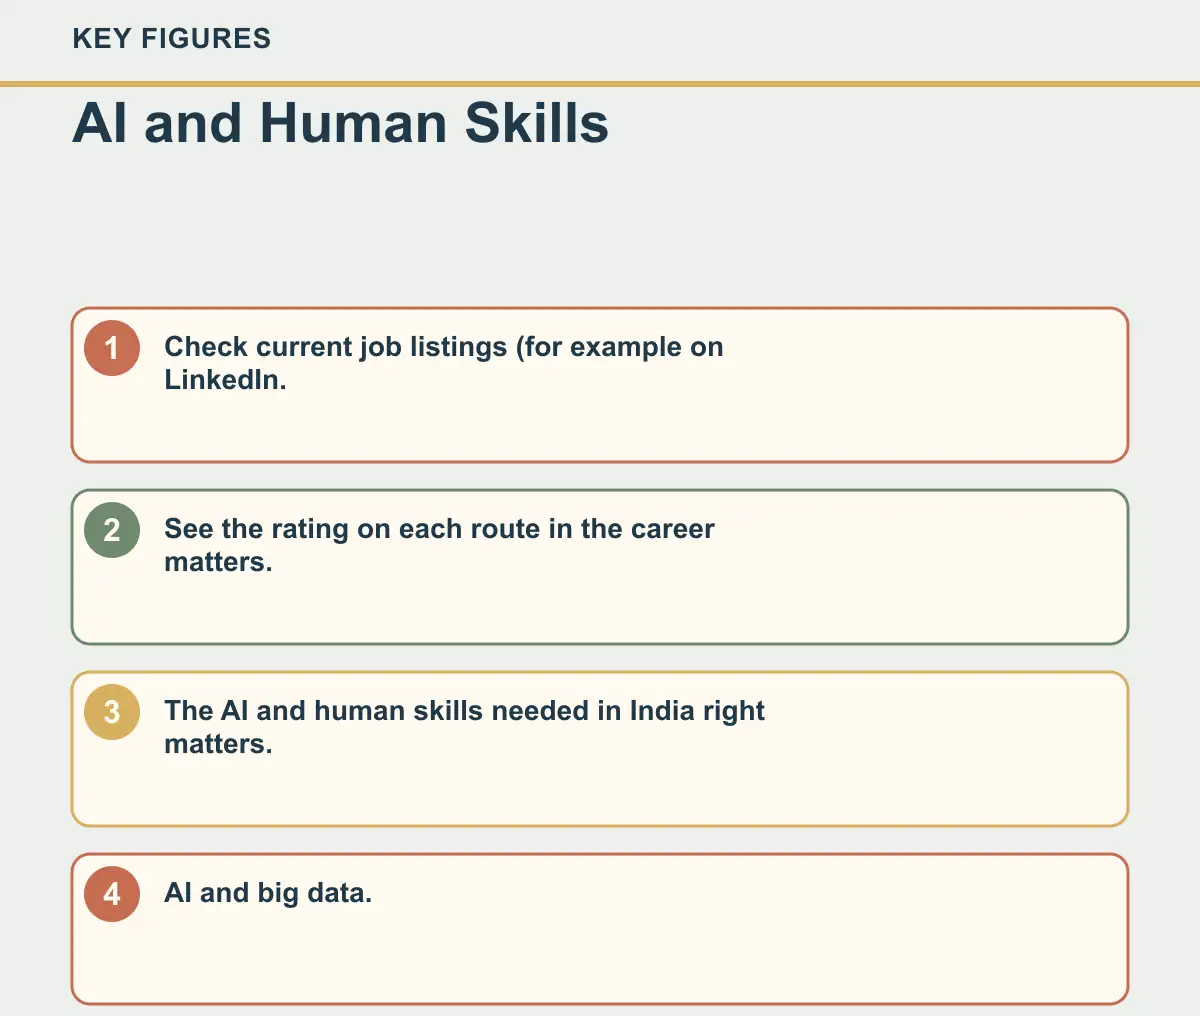 KEY FIGURES
AI and Human Skills
1
Check current job listings (for example on
LinkedIn.
2
See the rating on each route in the career
matters.
3
The AI and human skills needed in India right
matters.
4
AI and big data.